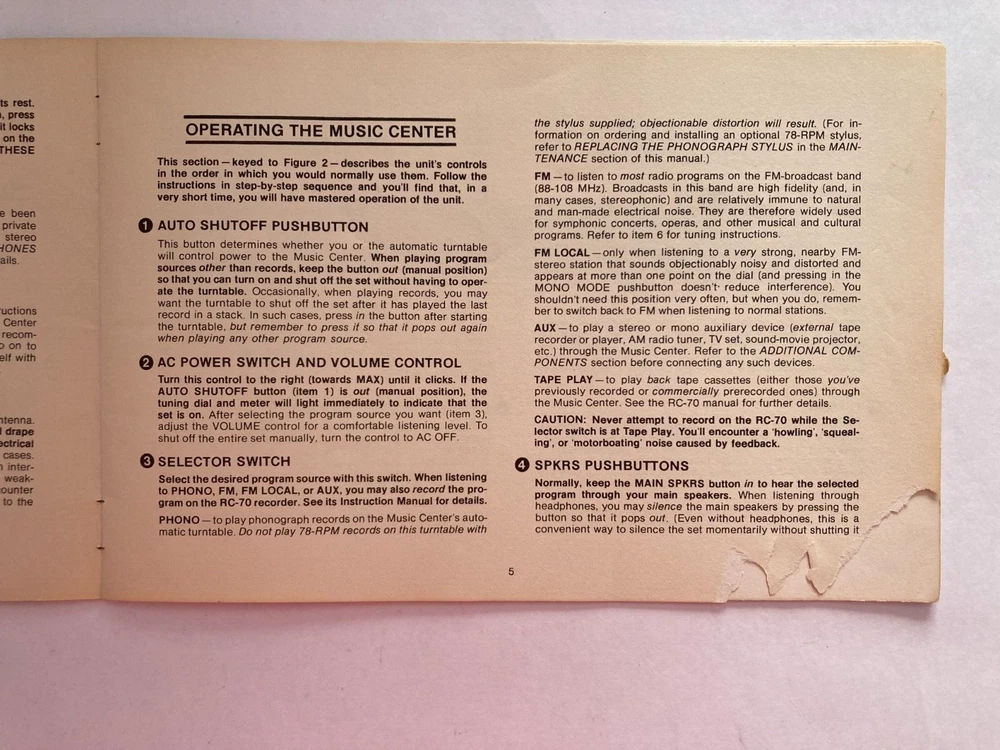 ts rest.
, press
it locks
on the
THESE
e been
private
stereo
HONES
ails.
uctions
Center
recom-
o on to
elf with
ntenna.
drape
ectrical
cases.
inter-
weak-
ounter
to the
OPERATING THE MUSIC CENTER
This section — keyed to Figure 2 — describes the unit's controls
in the order in which you would normally use them. Follow the
instructions in step-by-step sequence and you'll find that, in a
very short time, you will have mastered operation of the unit.
1 AUTO SHUTOFF PUSHBUTTON
This button determines whether you or the automatic turntable
will control power to the Music Center. When playing program
sources other than records, keep the button out (manual position)
so that you can turn on and shut off the set without having to oper-
ate the turntable. Occasionally, when playing records, you may
want the turntable to shut off the set after it has played the last
record in a stack. In such cases, press in the button after starting
the turntable, but remember to press it so that it pops out again
when playing any other program source.
2 AC POWER SWITCH AND VOLUME CONTROL
Turn this control to the right (towards MAX) until it clicks. If the
AUTO SHUTOFF button (item 1) is out (manual position), the
tuning dial and meter will light immediately to indicate that the
set is on. After selecting the program source you want (item 3),
adjust the VOLUME control for a comfortable listening level. To
shut off the entire set manually, turn the control to AC OFF.
3 SELECTOR SWITCH
Select the desired program source with this switch. When listening
to PHONO, FM, FM LOCAL, or AUX, you may also record the pro-
gram on the RC-70 recorder. See its Instruction Manual for details.
PHONO — to play phonograph records on the Music Center's auto-
matic turntable. Do not play 78-RPM records on this turntable with
the stylus supplied; objectionable distortion will result. (For in-
formation on ordering and installing an optional 78-RPM stylus,
refer to REPLACING THE PHONOGRAPH STYLUS in the MAIN-
TENANCE section of this manual.)
FM — to listen to most radio programs on the FM-broadcast band
(88-108 MHz). Broadcasts in this band are high fidelity (and, in
many cases, stereophonic) and are relatively immune to natural
and man-made electrical noise. They are therefore widely used
for symphonic concerts, operas, and other musical and cultural
programs. Refer to item 6 for tuning instructions.
FM LOCAL — only when listening to a very strong, nearby FM-
stereo station that sounds objectionably noisy and distorted and
appears at more than one point on the dial (and pressing in the
MONO MODE pushbutton doesn't reduce interference). You
shouldn't need this position very often, but when you do, remem-
ber to switch back to FM when listening to normal stations.
AUX — to play a stereo or mono auxiliary device (external tape
recorder or player, AM radio tuner, TV set, sound-movie projector,
etc.) through the Music Center. Refer to the ADDITIONAL COM-
PONENTS section before connecting any such devices.
TAPE PLAY — to play back tape cassettes (either those you've
previously recorded or commercially prerecorded ones) through
the Music Center. See the RC-70 manual for further details.
CAUTION: Never attempt to record on the RC-70 while the Se-
lector switch is at Tape Play. You'll encounter a 'howling', 'squeal-
ing', or 'motorboating' noise caused by feedback.
4 SPKRS PUSHBUTTONS
Normally, keep the MAIN SPKRS button in to hear the selected
program through your main speakers. When listening through
headphones, you may silence the main speakers by pressing the
button so that it pops out. (Even without headphones, this is a
convenient way to silence the set momentarily without shutting it
5